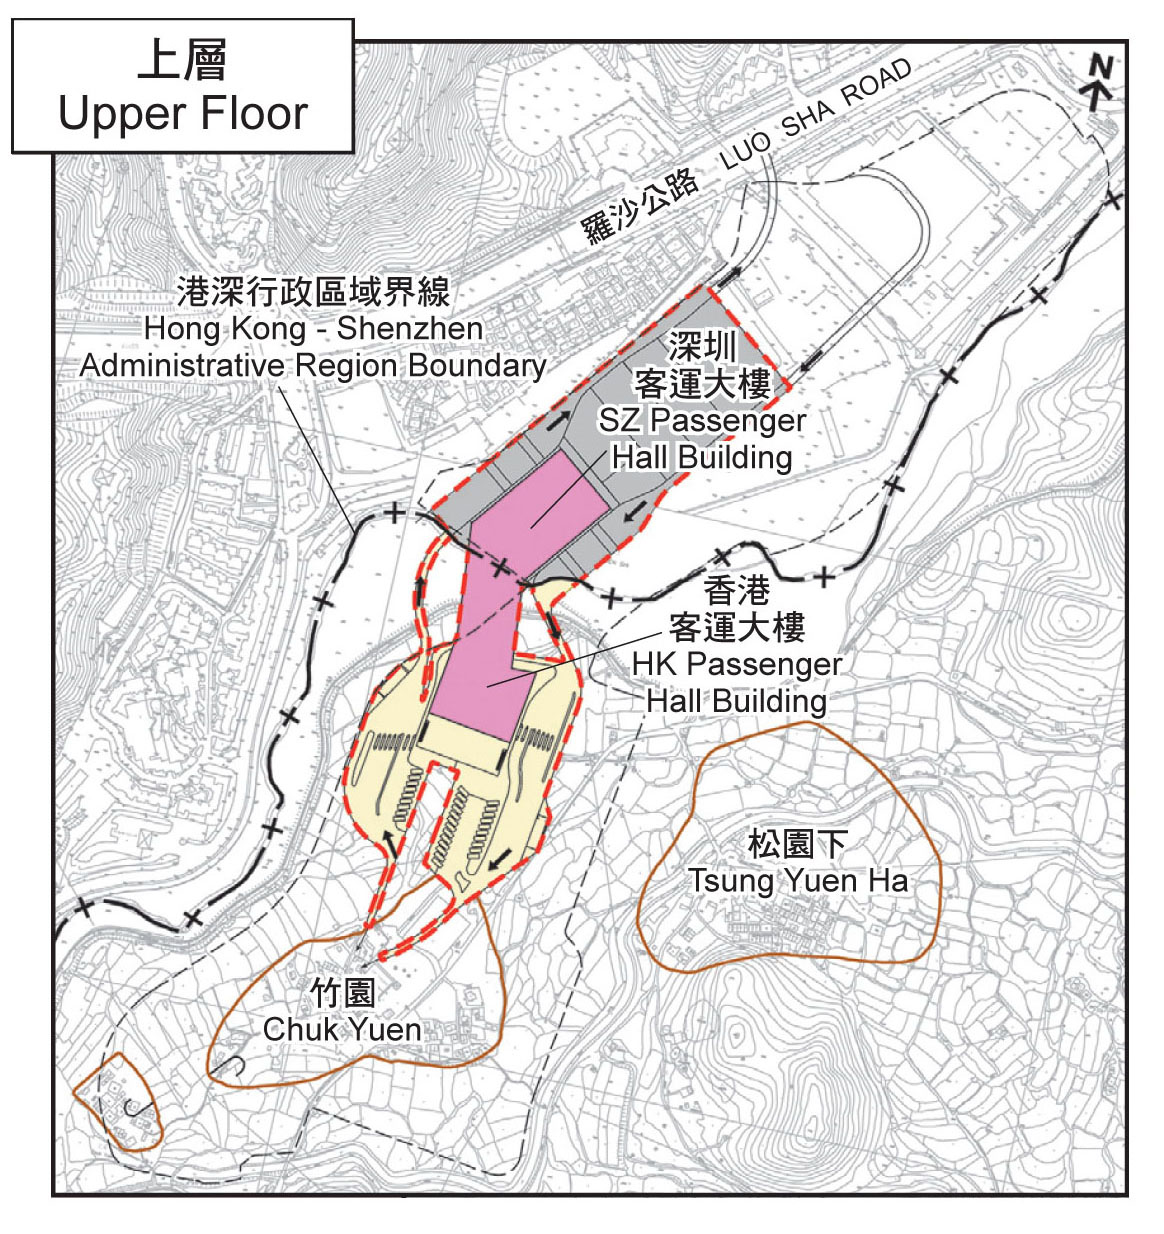 上層
Upper Floor
N
羅沙公路 LUO SHA ROAD
港深行政區域界線
Hong Kong - Shenzhen
Administrative Region Boundary
深圳
客運大樓
SZ Passenger
Hall Building
香港
客運大樓
HK Passenger
Hall Building
松園下
Tsung Yuen Ha
竹園
Chuk Yuen